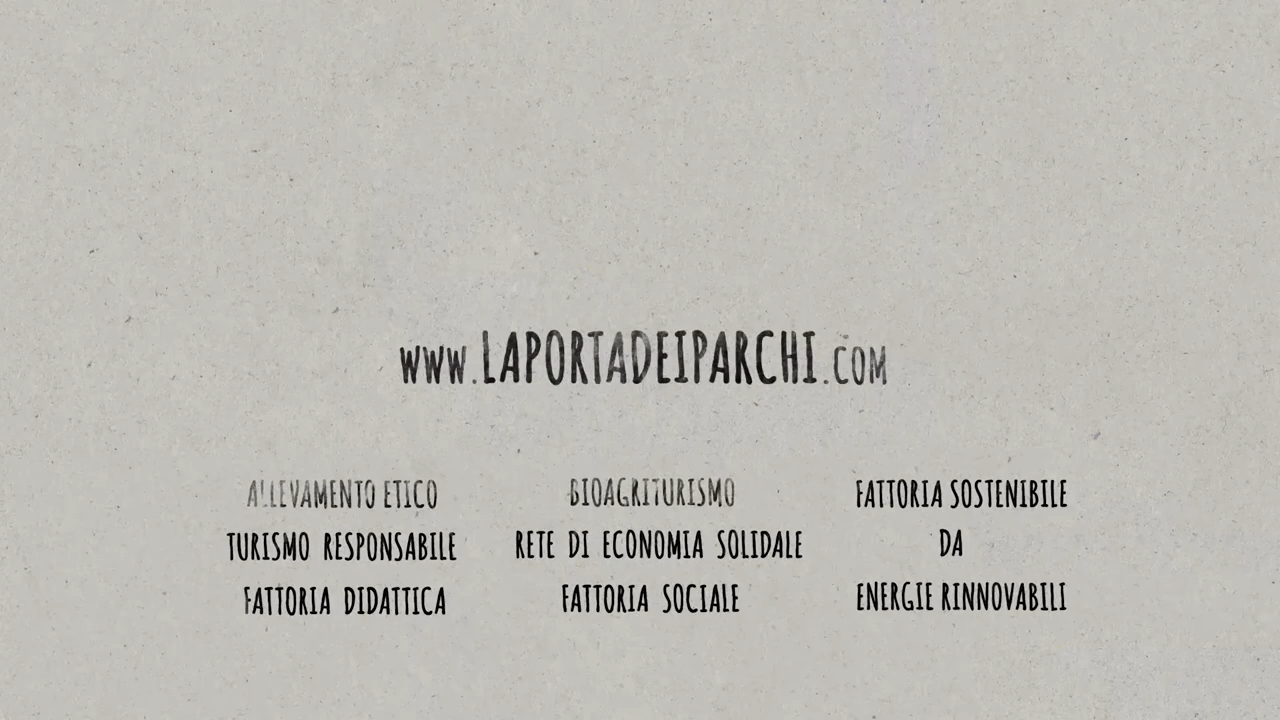 www.LAPORTADEIPARCHI.COM
ALLEVAMENTO ETICO
TURISMO RESPONSABILE
FATTORIA DIDATTICA
BIOAGRITURISMO
RETE DI ECONOMIA SOLIDALE
FATTORIA SOCIALE
FATTORIA SOSTENIBILE
DA
ENERGIE RINNOVABILI